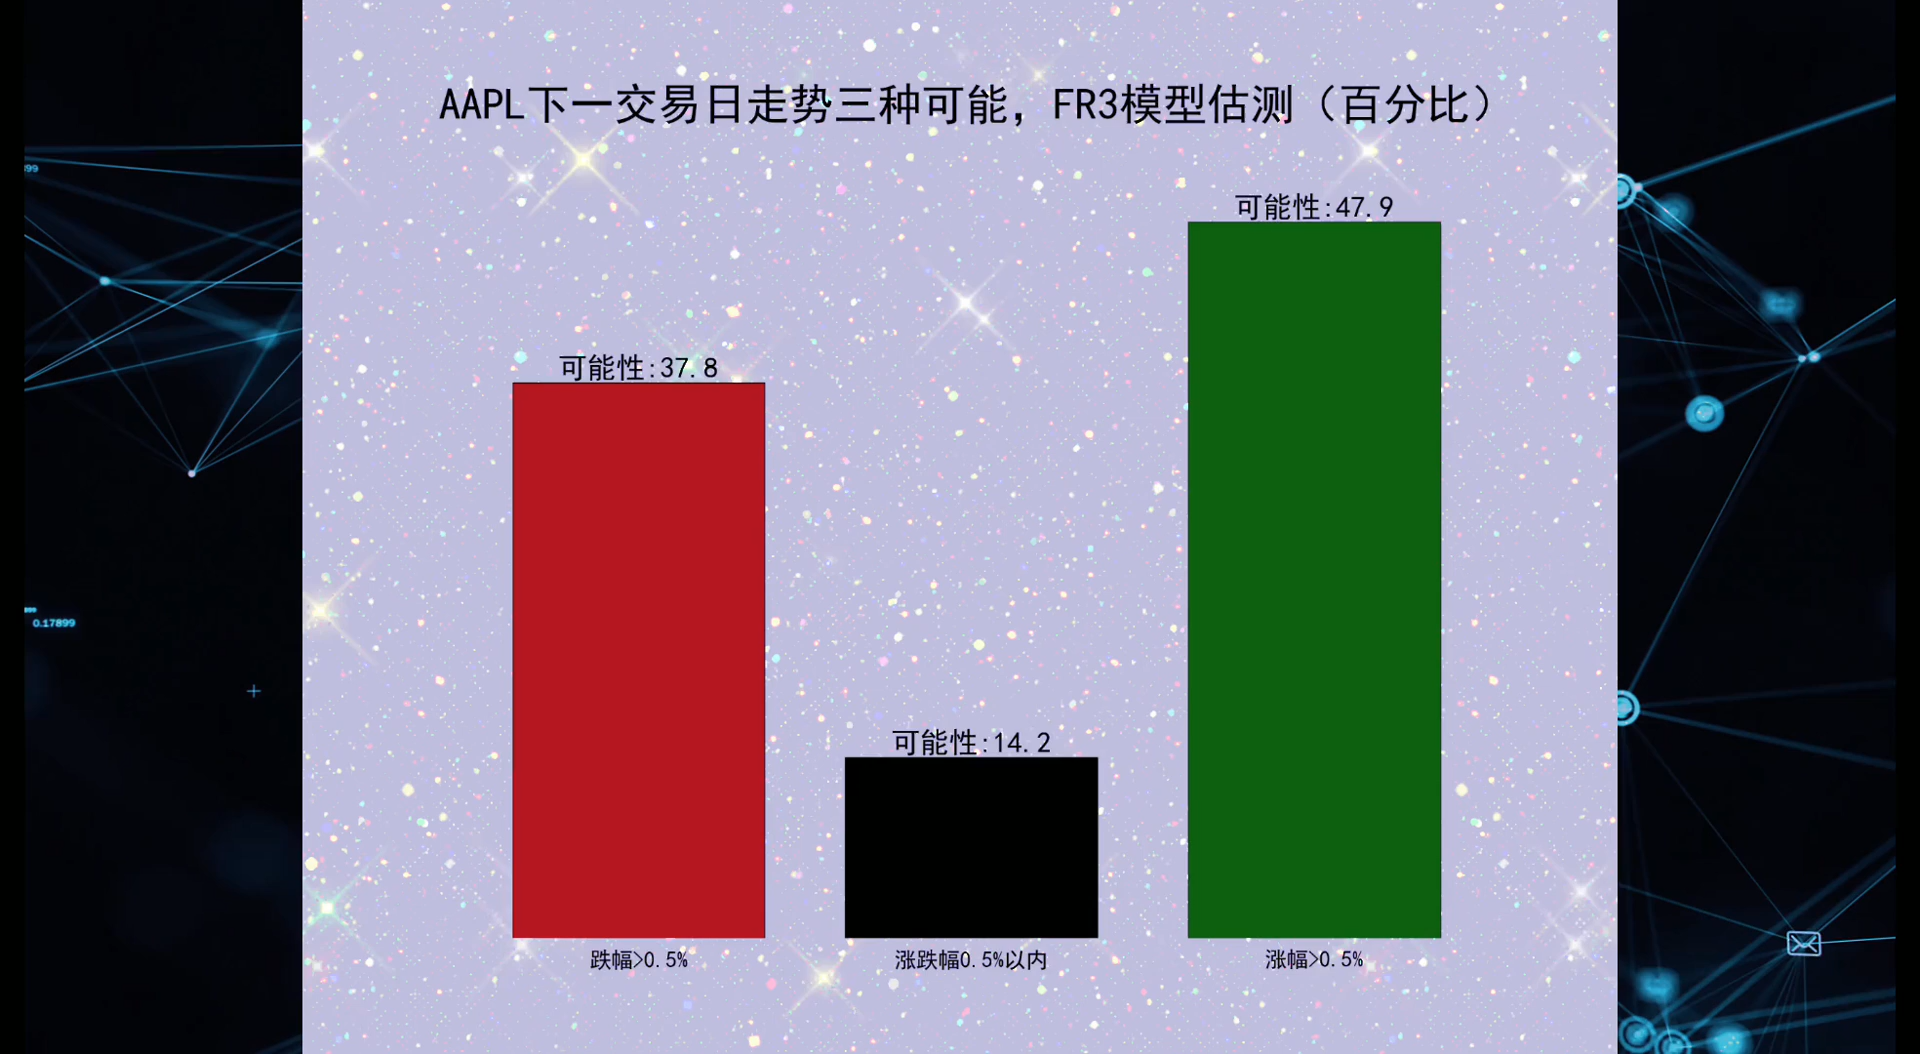 AAPL下一交易日走势三种可能，FR3模型估测（百分比）
可能性:47.9
可能性:37.8
可能性:14.2
跌幅>0.5%
涨跌幅0.5%以内
涨幅>0.5%
0.17899